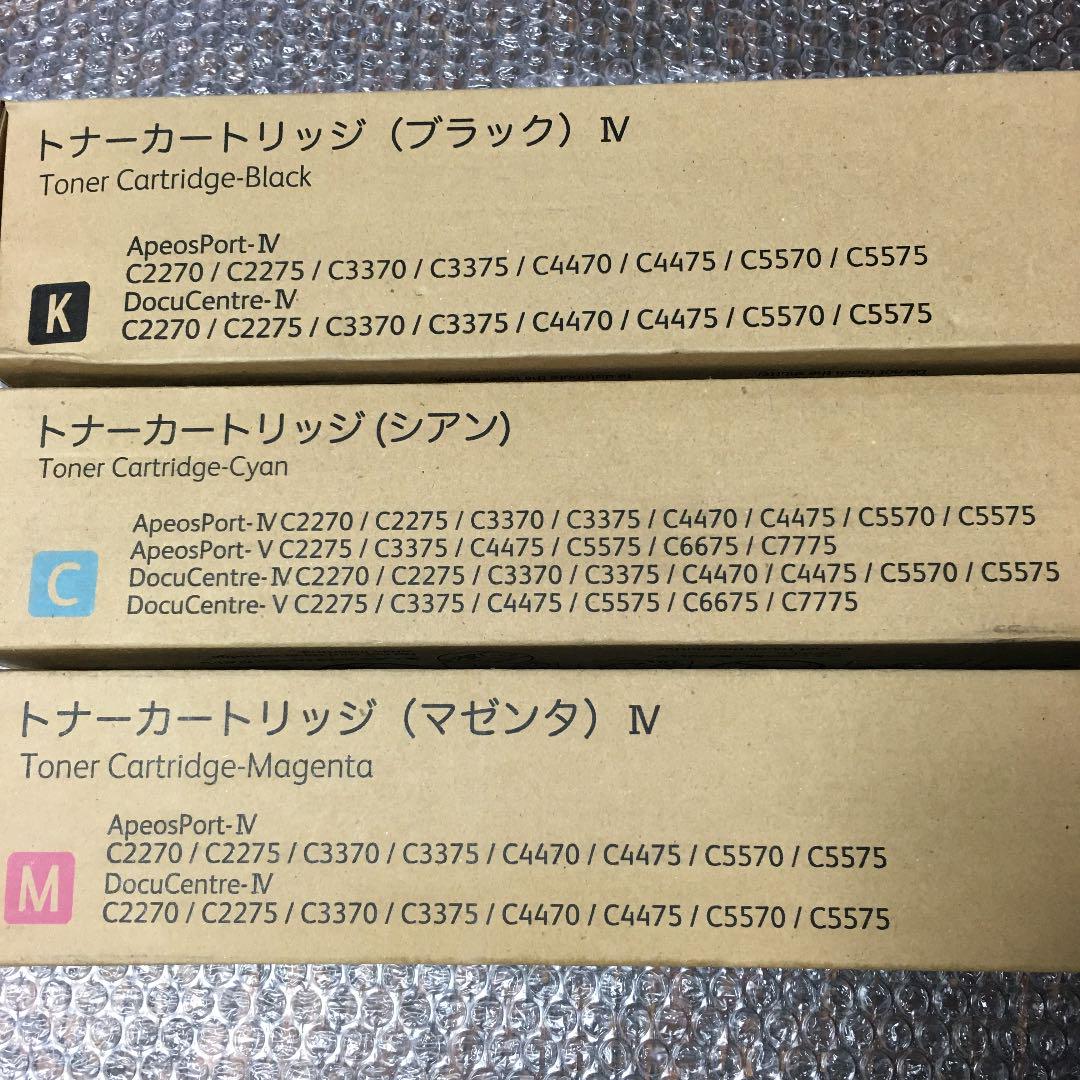 トナーカートリッジ（ブラック）Ⅳ
Toner Cartridge-Black
ApeosPort-Ⅳ
C2270 / C2275 / C3370 / C3375 / C4470 / C4475 / C5570 / C5575
K
DocuCentre-Ⅳ
C2270 / C2275 / C3370 / C3375 / C4470 / C4475 / C5570 / C5575
トナーカートリッジ(シアン)
Toner Cartridge-Cyan
ApeosPort-Ⅳ C2270 / C2275 / C3370 / C3375 / C4470 / C4475 / C5570 / C5575
ApeosPort-Ⅴ C2275 / C3375 / C4475 / C5575 / C6675 / C7775
C
DocuCentre-Ⅳ C2270 / C2275 / C3370 / C3375 / C4470 / C4475 / C5570 / C5575
DocuCentre-Ⅴ C2275 / C3375 / C4475 / C5575 / C6675 / C7775
トナーカートリッジ（マゼンタ）Ⅳ
Toner Cartridge-Magenta
ApeosPort-Ⅳ
C2270 / C2275 / C3370 / C3375 / C4470 / C4475 / C5570 / C5575
M
DocuCentre-Ⅳ
C2270 / C2275 / C3370 / C3375 / C4470 / C4475 / C5570 / C5575